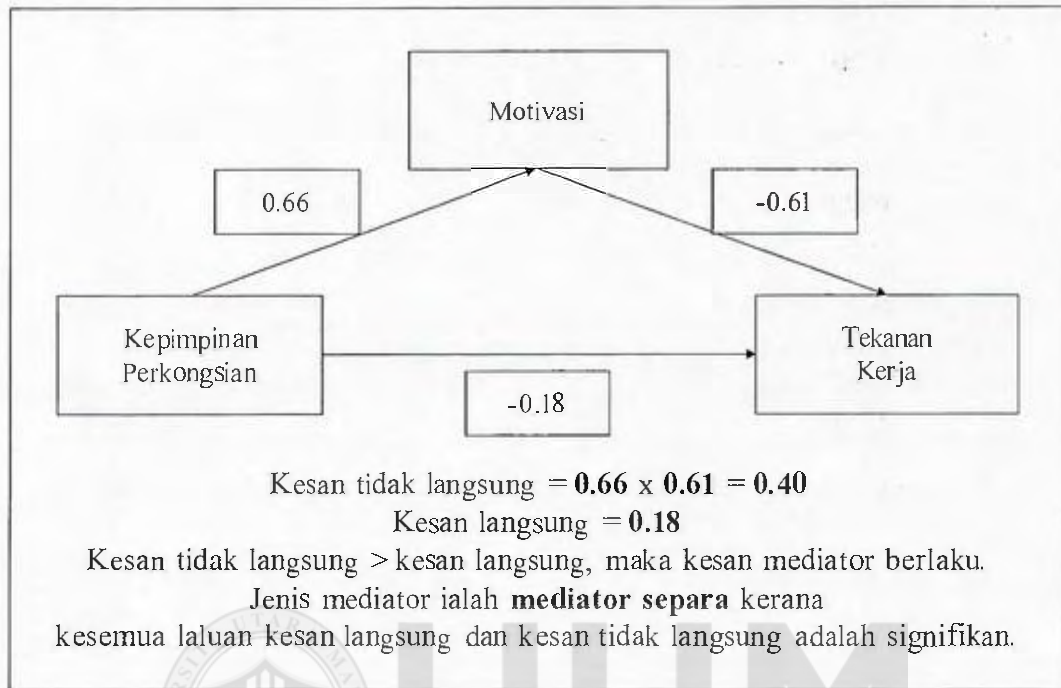 Motivasi
0.66
-0.61
Kepimpinan
Perkongsian
Tekanan
Kerja
-0.18
Kesan tidak langsung = 0.66 x 0.61 = 0.40
Kesan langsung = 0.18
Kesan tidak langsung > kesan langsung, maka kesan mediator berlaku.
Jenis mediator ialah mediator separa kerana
kesemua laluan kesan langsung dan kesan tidak langsung adalah signifikan.